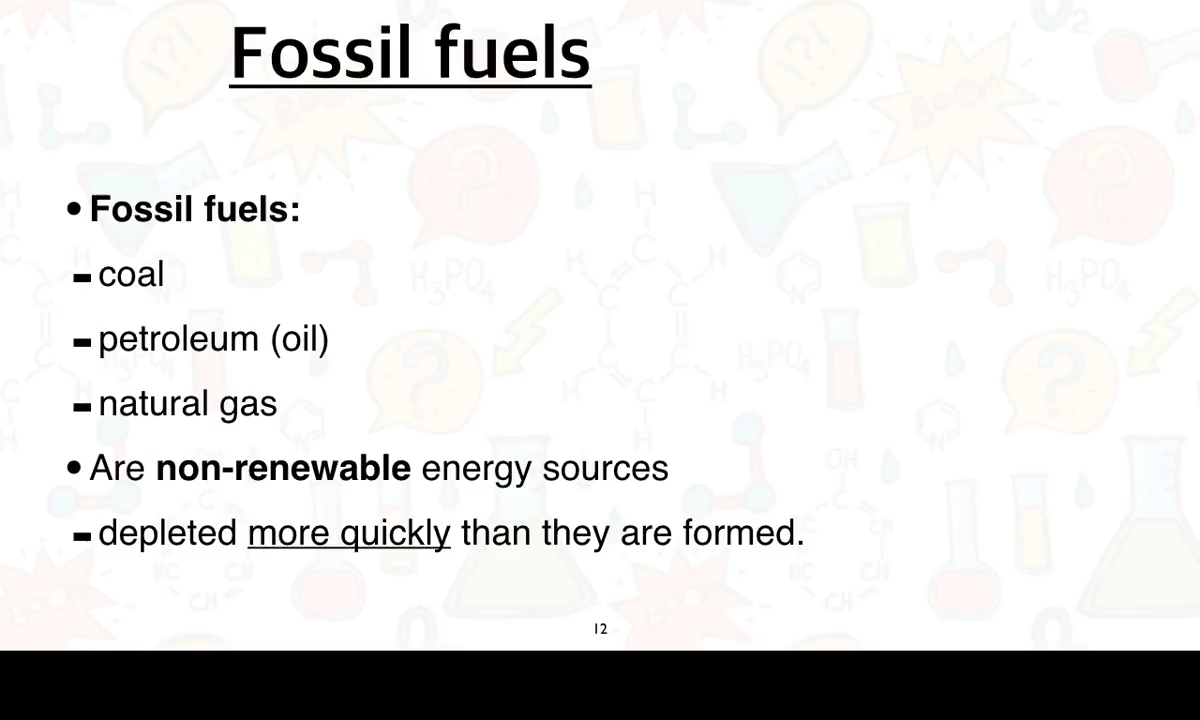 Fossil fuels
• Fossil fuels:
- coal
- petroleum (oil)
- natural gas
• Are non-renewable energy sources
- depleted more quickly than they are formed.
12